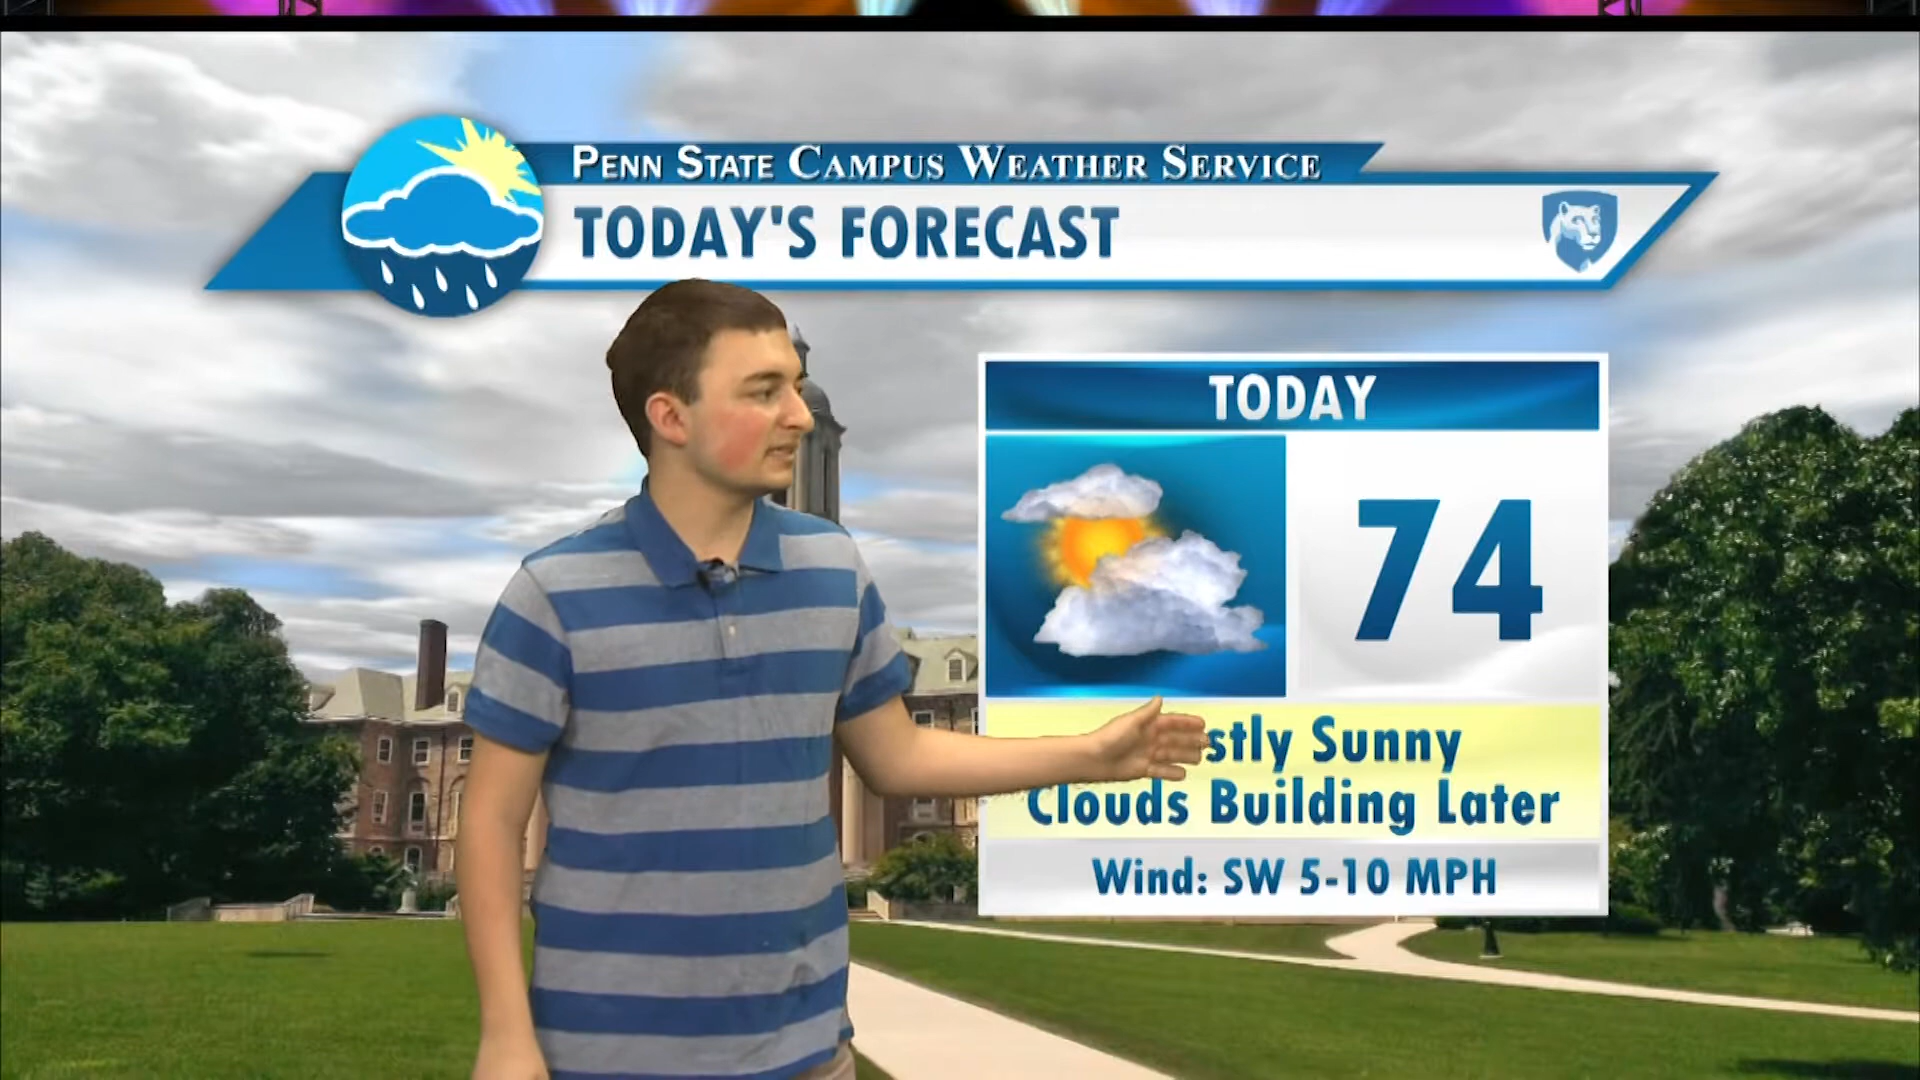 PENN STATE CAMPUS WEATHER SERVICE
TODAY'S FORECAST
TODAY
74
stly Sunny
Clouds Building Later
Wind: SW 5-10 MPH